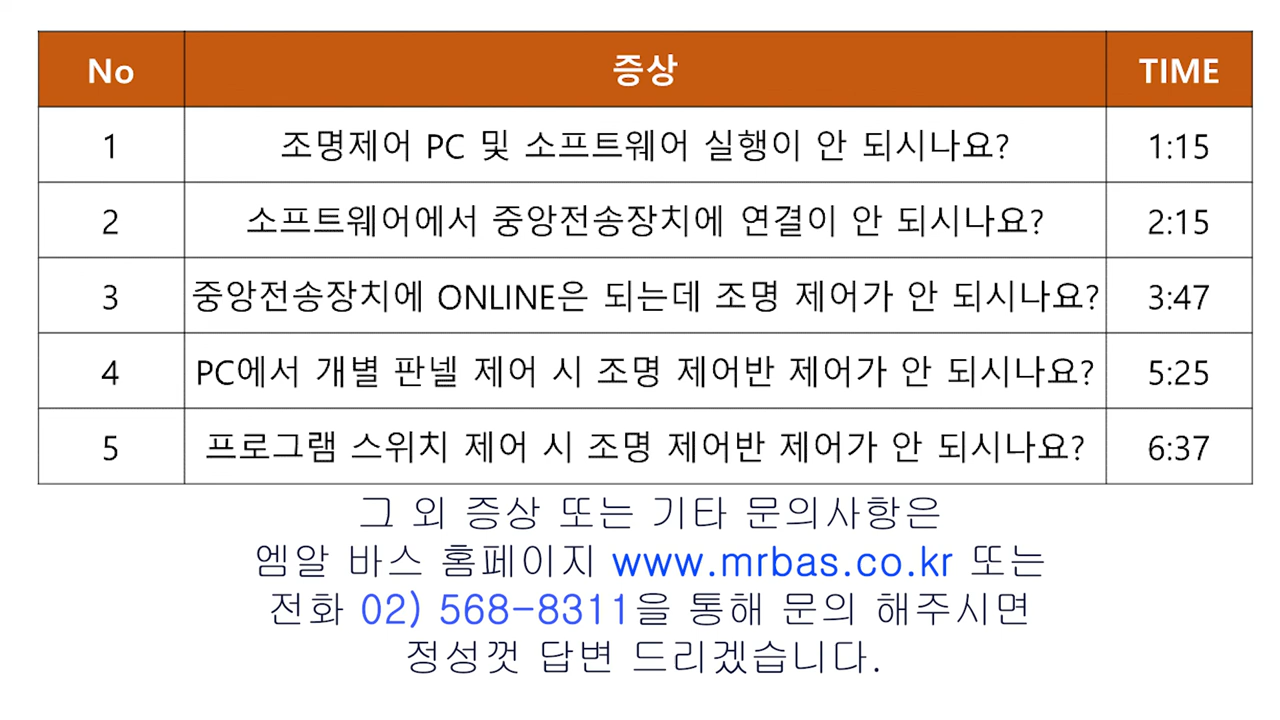 No 증상 TIME
1 조명제어 PC 및 소프트웨어 실행이 안 되시나요? 1:15
2 소프트웨어에서 중앙전송장치에 연결이 안 되시나요? 2:15
3 중앙전송장치에 ONLINE은 되는데 조명 제어가 안 되시나요? 3:47
4 PC에서 개별 판넬 제어 시 조명 제어반 제어가 안 되시나요? 5:25
5 프로그램 스위치 제어 시 조명 제어반 제어가 안 되시나요? 6:37
그 외 증상 또는 기타 문의사항은
엠알 바스 홈페이지 www.mrbas.co.kr 또는
전화 02) 568-8311을 통해 문의 해주시면
정성껏 답변 드리겠습니다.